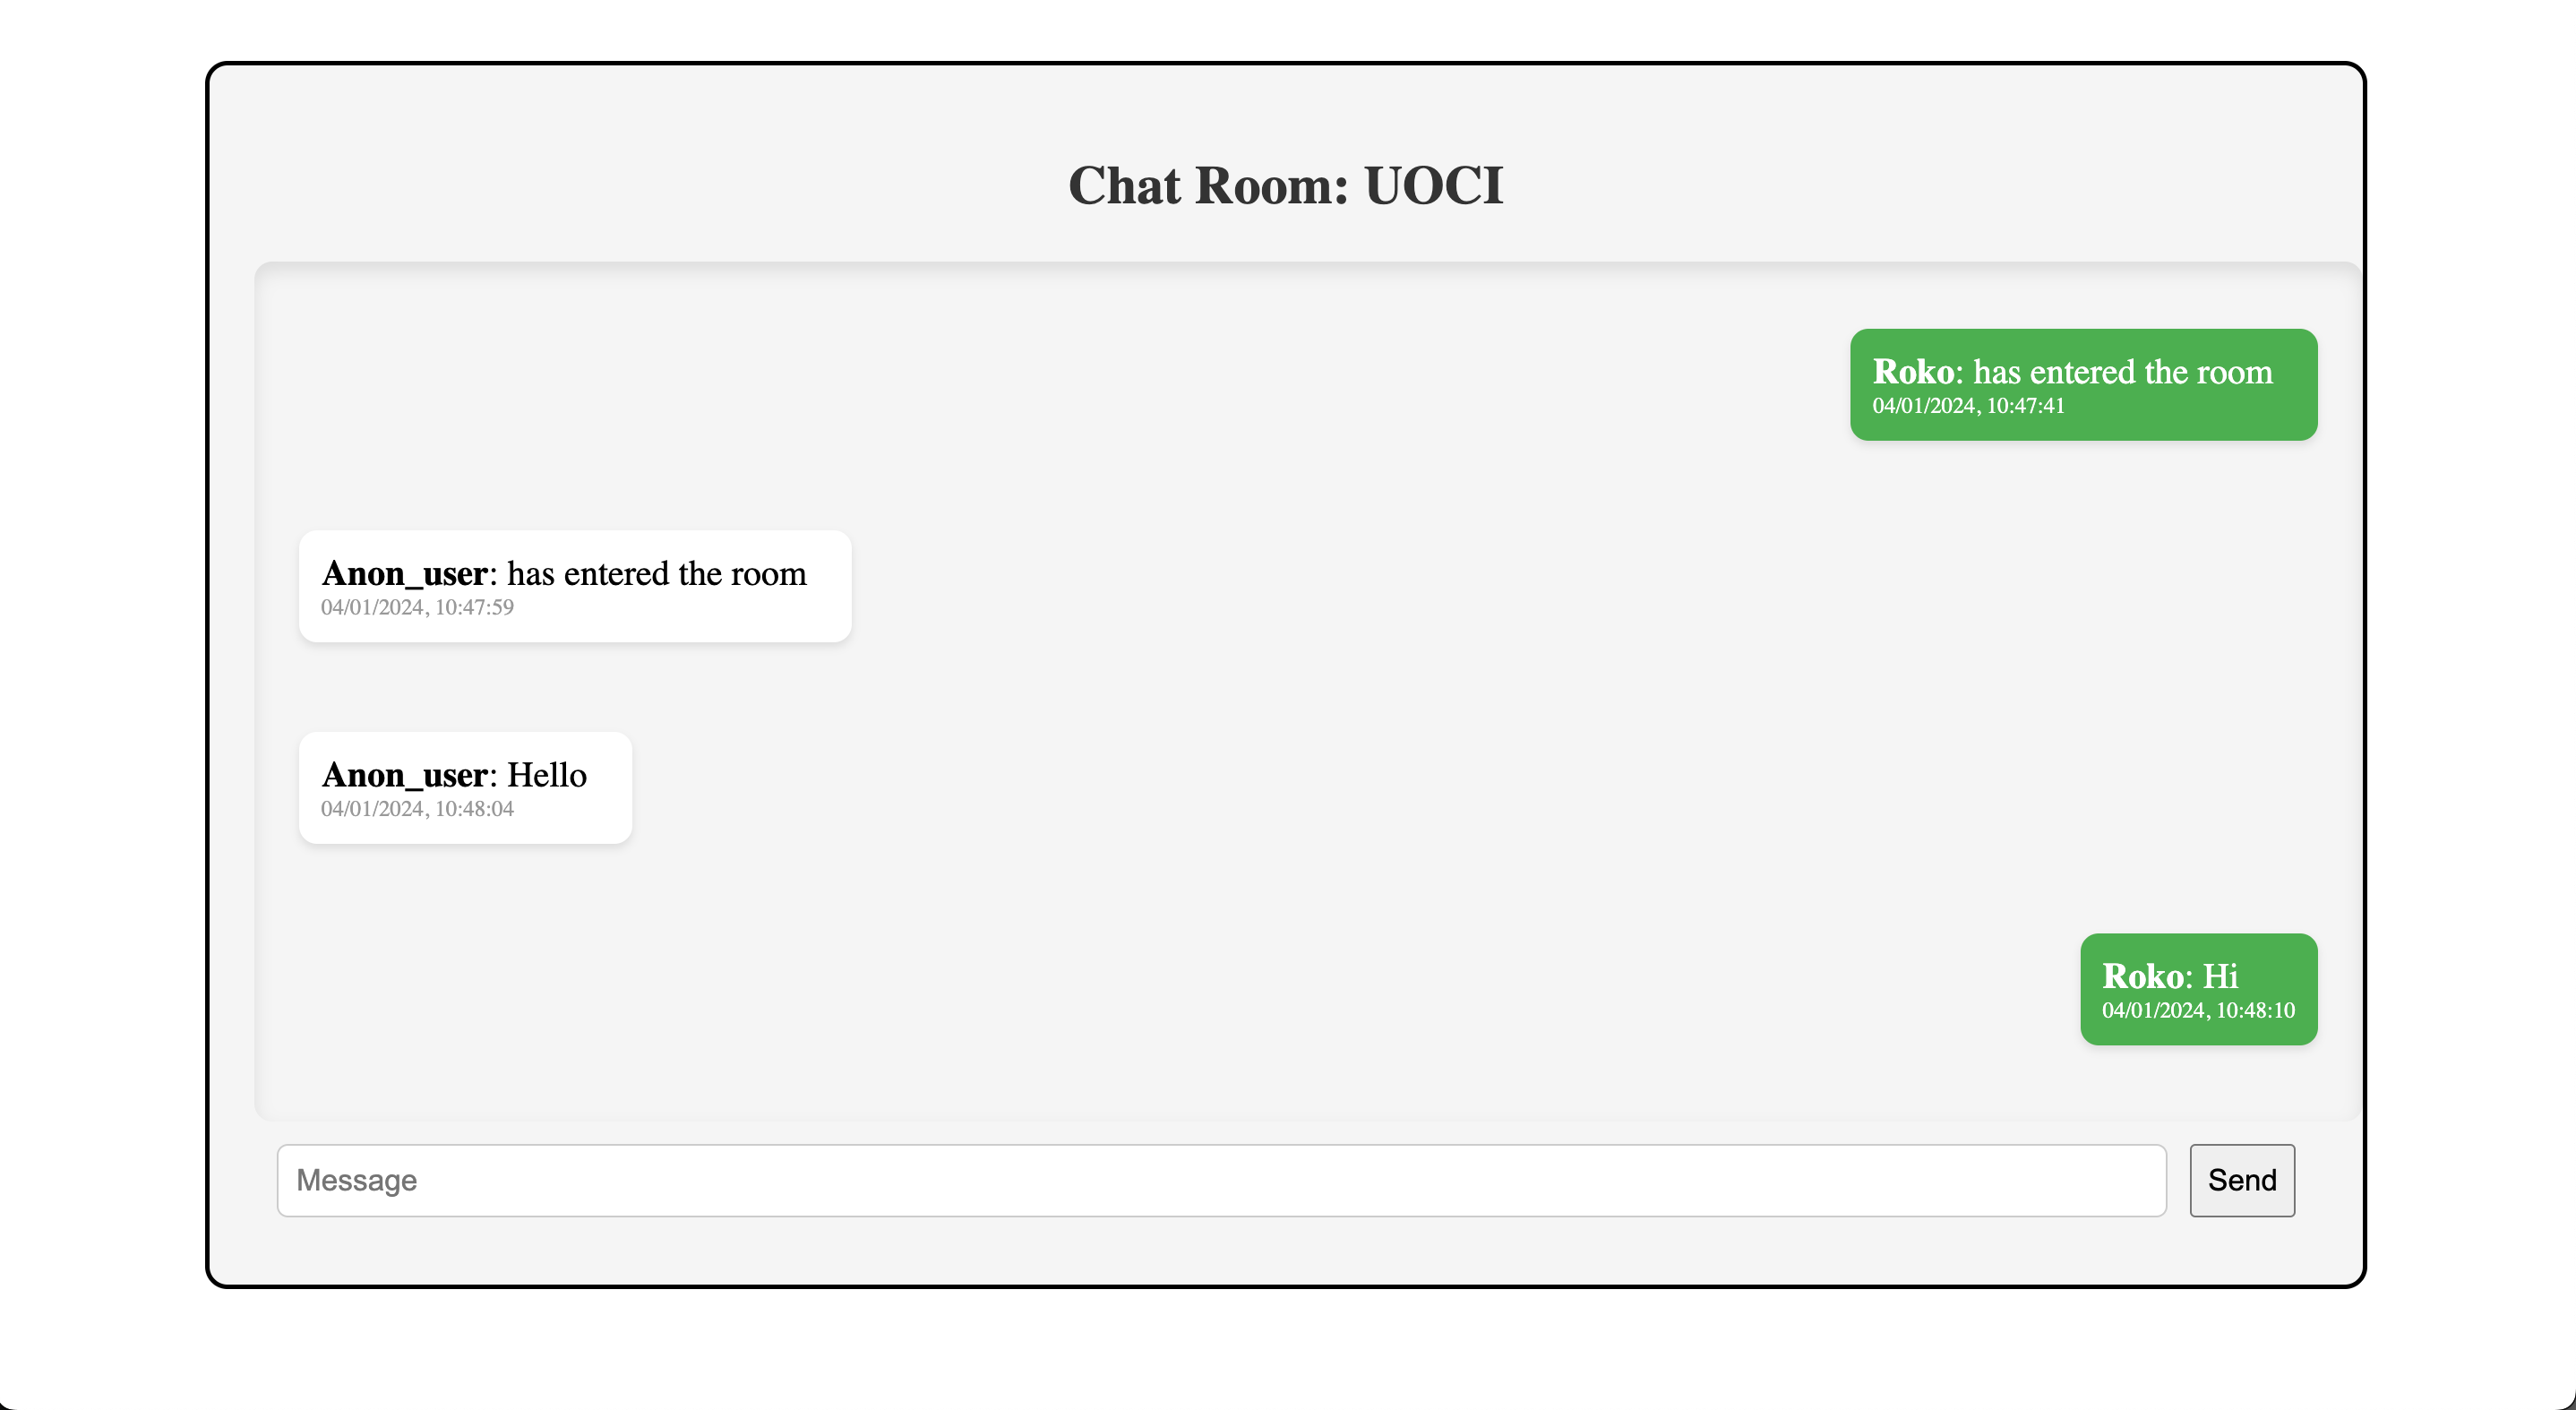 Chat Room: UOCI
Roko: has entered the room
04/01/2024, 10:47:41
Anon_user: has entered the room
04/01/2024, 10:47:59
Anon_user: Hello
04/01/2024, 10:48:04
Roko: Hi
04/01/2024, 10:48:10
Message
Send